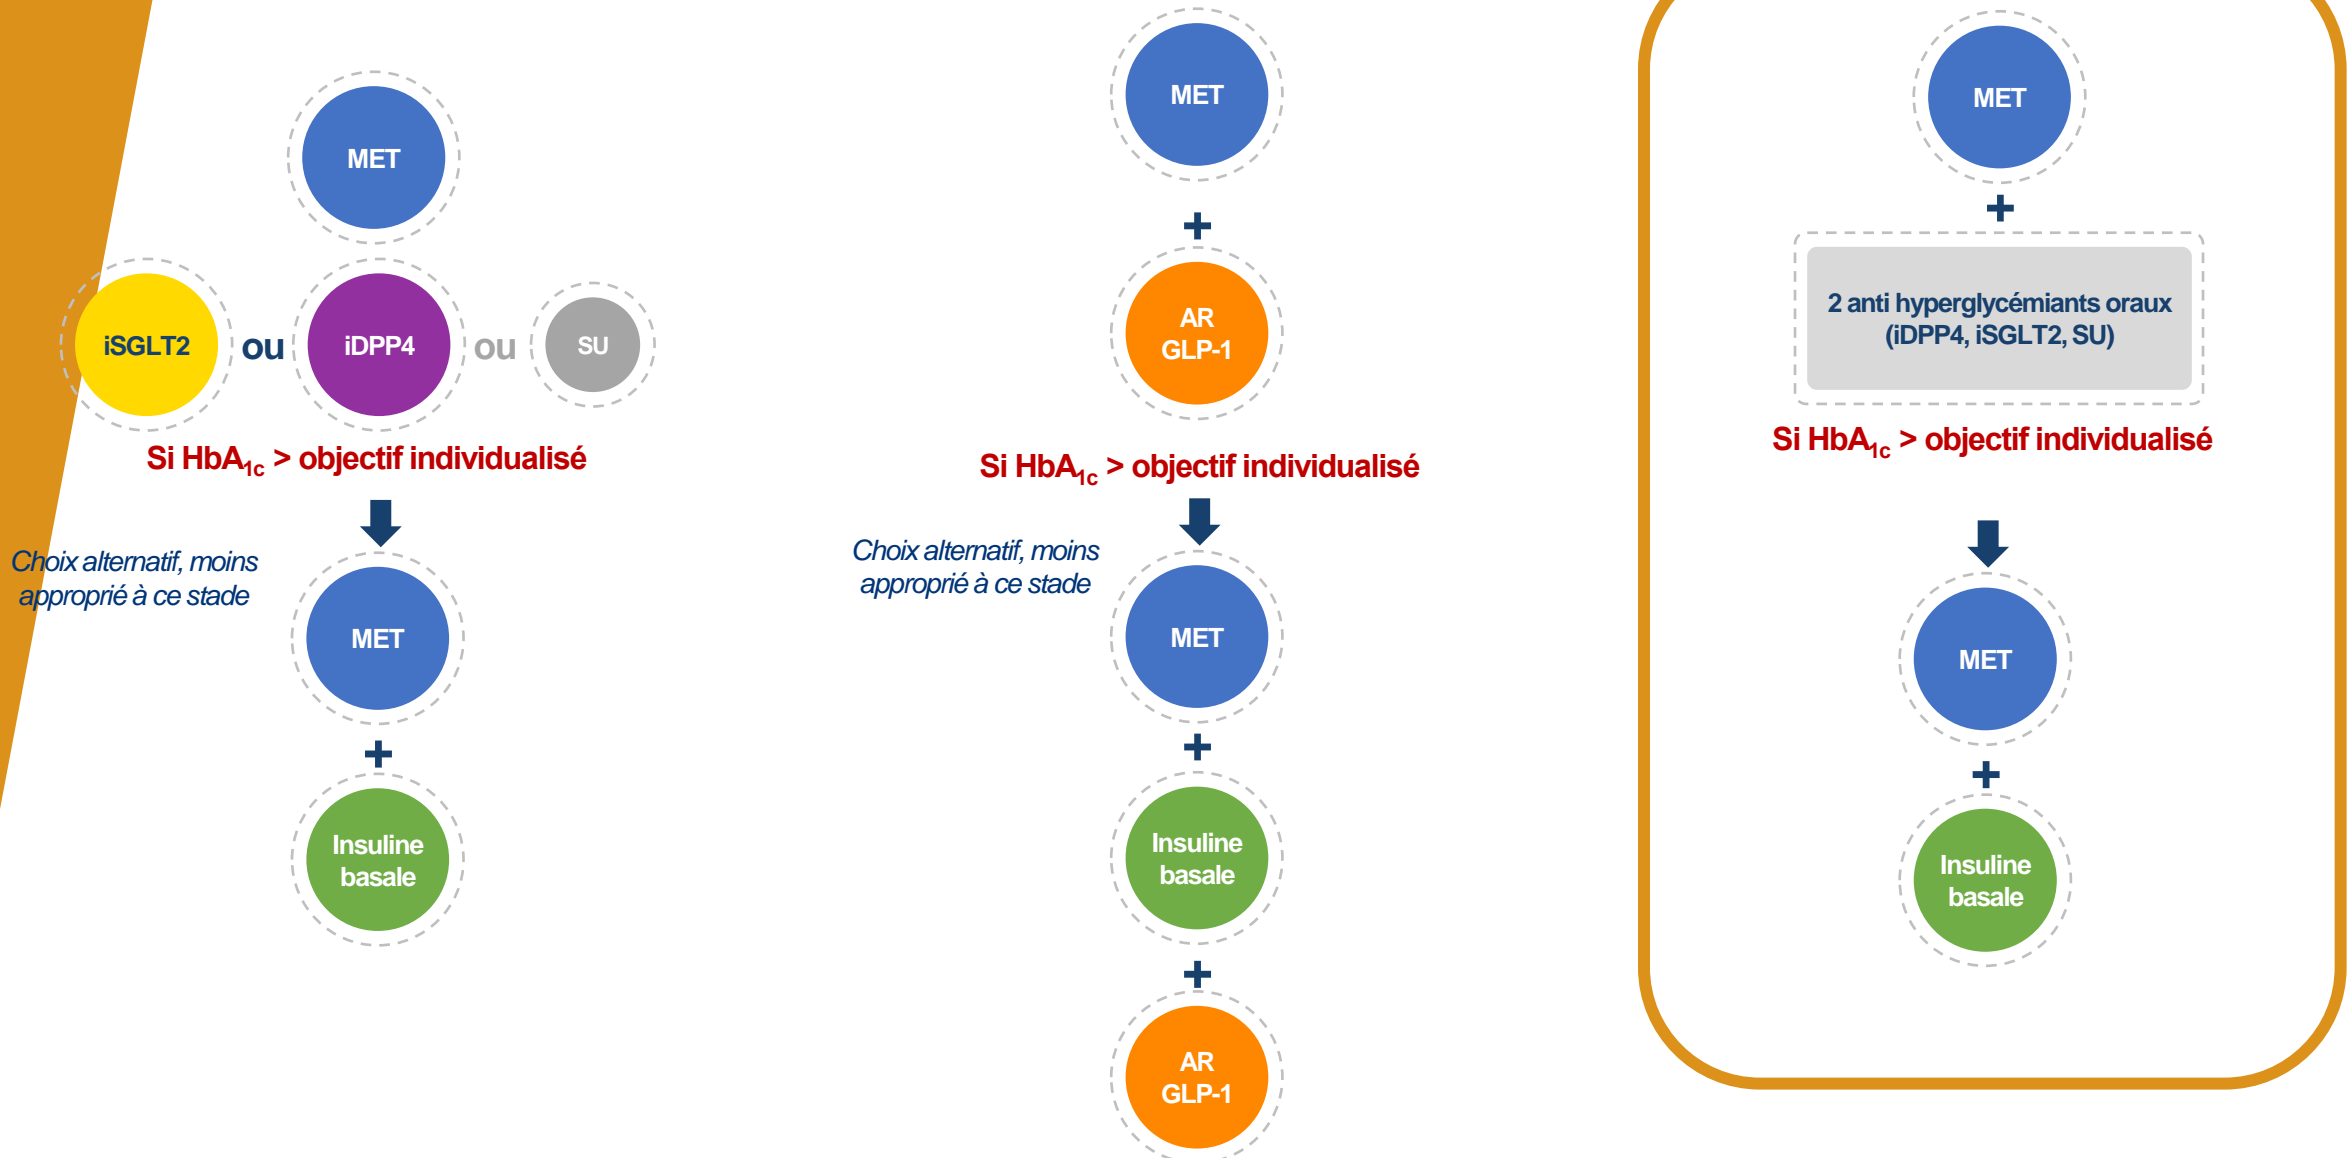 MET
iSGLT2
ou
iDPP4
ou
SU
Si HbA1c > objectif individualisé
Choix alternatif, moins
approprié à ce stade
MET
+
Insuline
basale
MET
+
AR
GLP-1
Si HbA1c > objectif individualisé
Choix alternatif, moins
approprié à ce stade
MET
+
Insuline
basale
+
AR
GLP-1
MET
+
2 anti hyperglycémiants oraux
(iDPP4, iSGLT2, SU)
Si HbA1c > objectif individualisé
MET
+
Insuline
basale